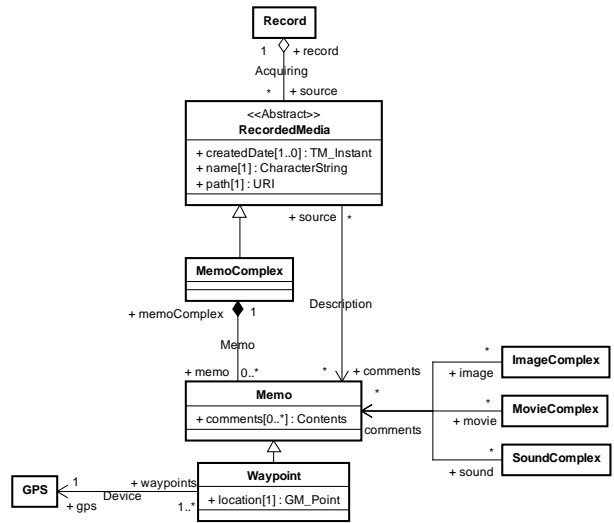 Record
1 + record
Acquiring
* + source
<<Abstract>>
RecordedMedia
+ createdDate[1..0] : TM_Instant
+ name[1] : CharacterString
+ path[1] : URI
+ source *
MemoComplex
+ memoComplex 1
Description
Memo
+ memo 0..*
* + comments
Memo
+ comments[0..*] : Contents
*
comments
*
ImageComplex
+ image
*
MovieComplex
+ movie
*
SoundComplex
+ sound
Waypoint
+ location[1] : GM_Point
GPS
1 + waypoints
Device
+ gps 1..*